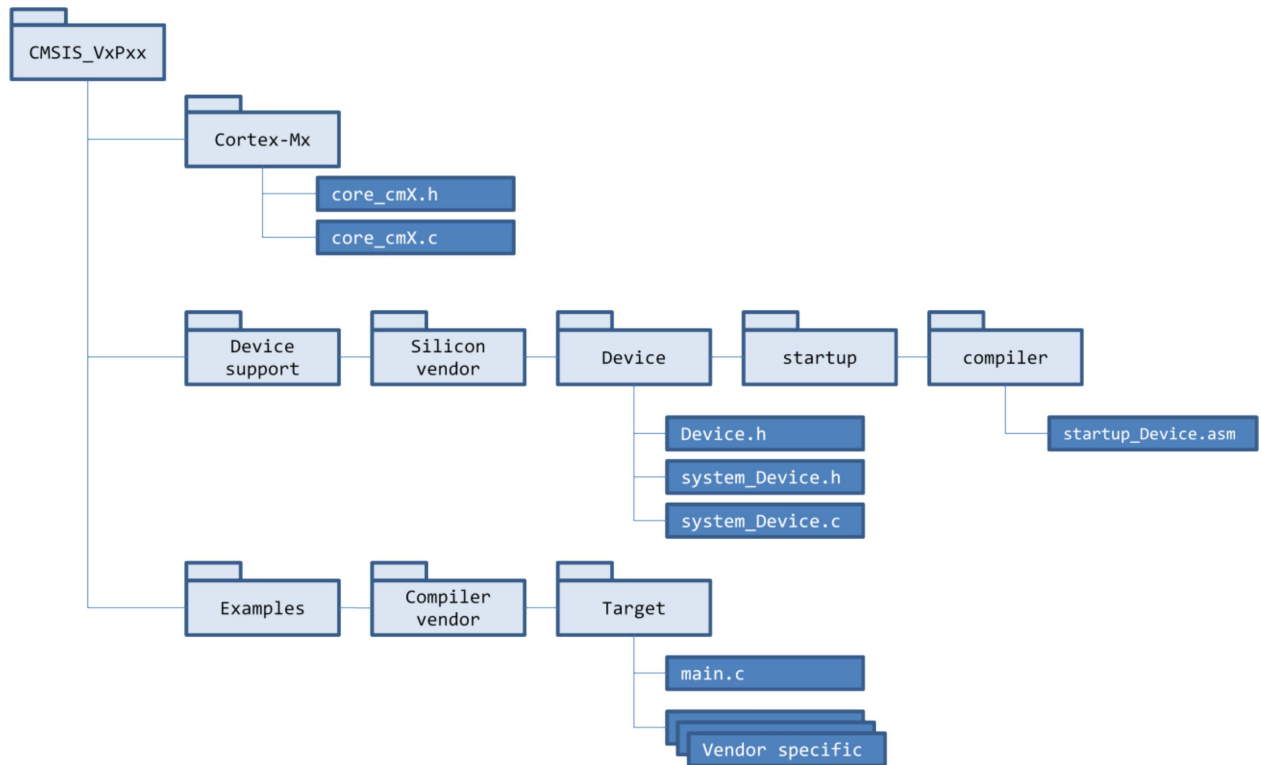 CMSIS_VxPxx
Cortex-Mx
core_cmX.h
core_cmX.c
Device
support
Silicon
vendor
Device
startup
compiler
Device.h
system_Device.h
system_Device.c
startup_Device.asm
Examples
Compiler
vendor
Target
main.c
Vendor specific